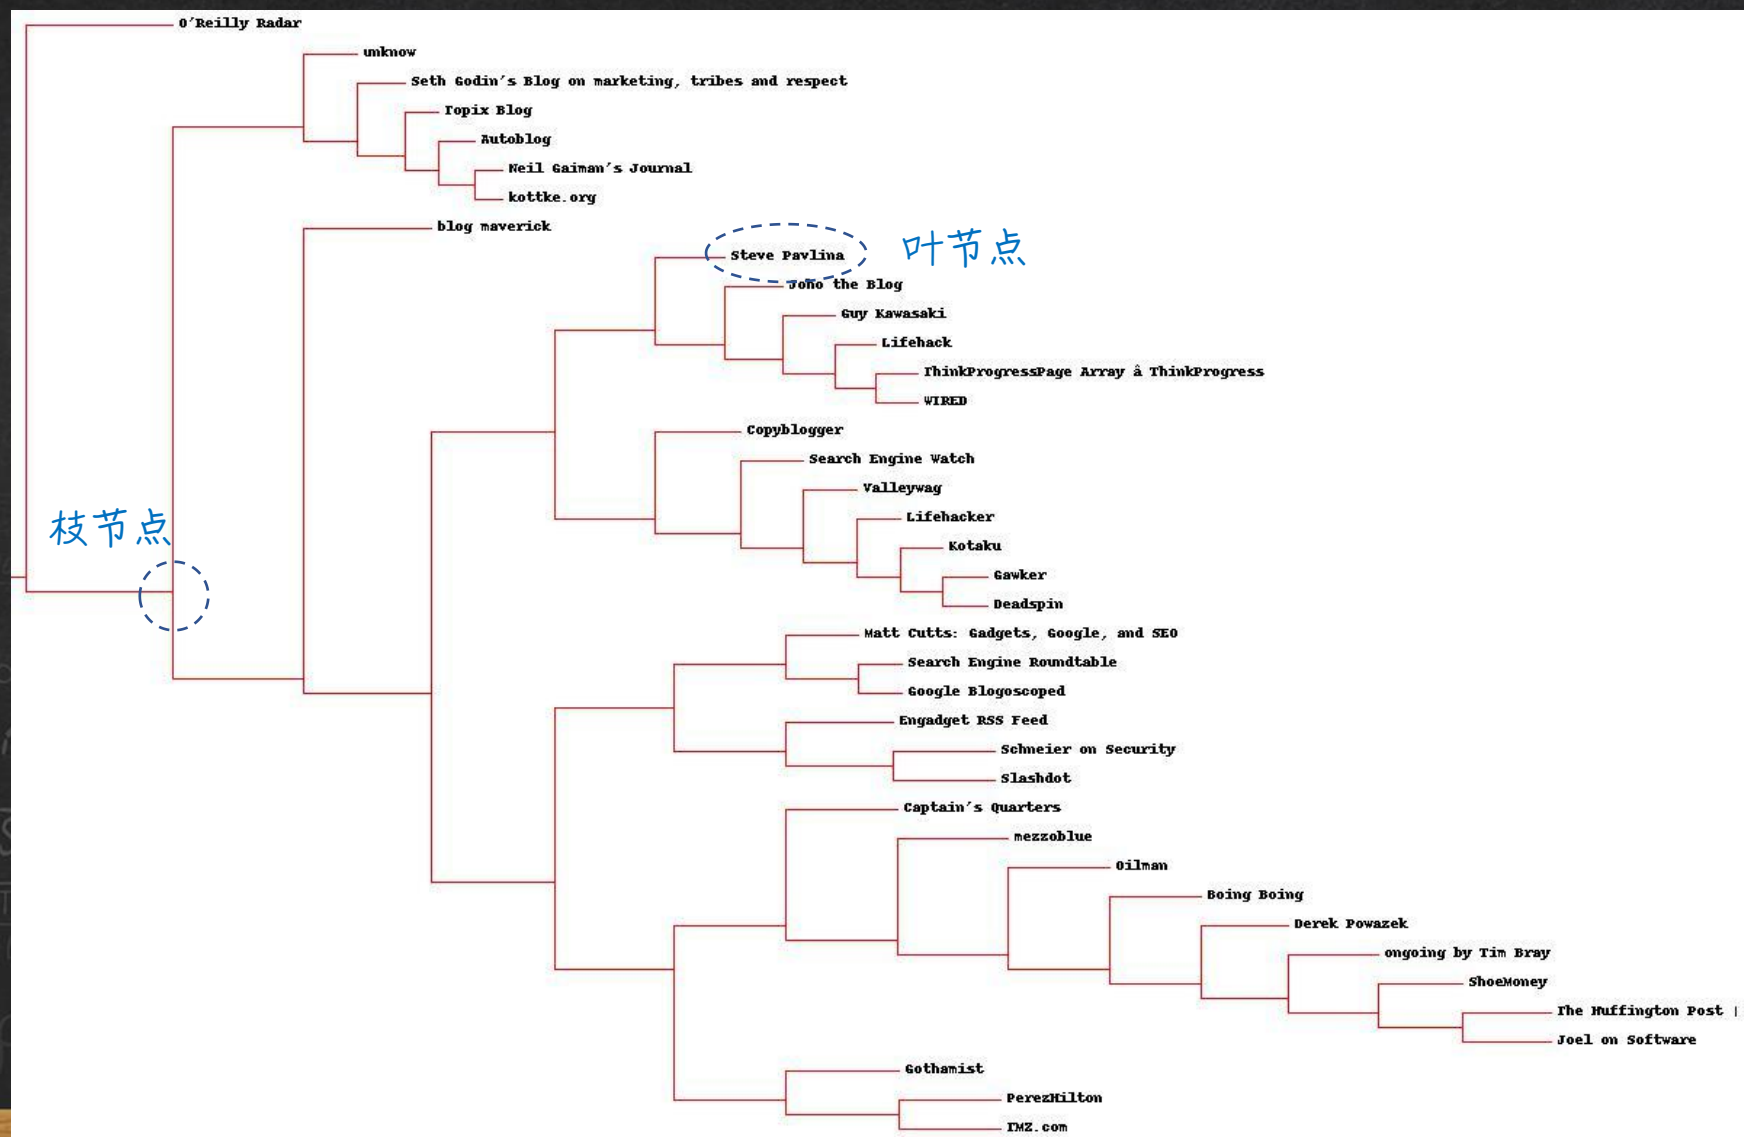 O'Reilly Radar
unknow
Seth Godin's Blog on marketing, tribes and respect
Topix Blog
Autoblog
Neil Gaiman's Journal
kottke.org
blog maverick
Steve Pavlina
叶节点
Joho the Blog
Guy Kawasaki
Lifehack
ThinkProgressPage Array â ThinkProgress
WIRED
Copyblogger
Search Engine Watch
Valleywag
枝节点
Lifehacker
Kotaku
Gawker
Deadspin
Matt Cutts: Gadgets, Google, and SEO
Search Engine Roundtable
Google Blogoscoped
Engadget RSS Feed
Schneier on Security
Slashdot
Captain's Quarters
mezzoblue
Oilman
Boing Boing
Derek Powazek
ongoing by Tim Bray
ShoeMoney
The Huffington Post |
Joel on Software
Gothamist
PerezHilton
TMZ.com